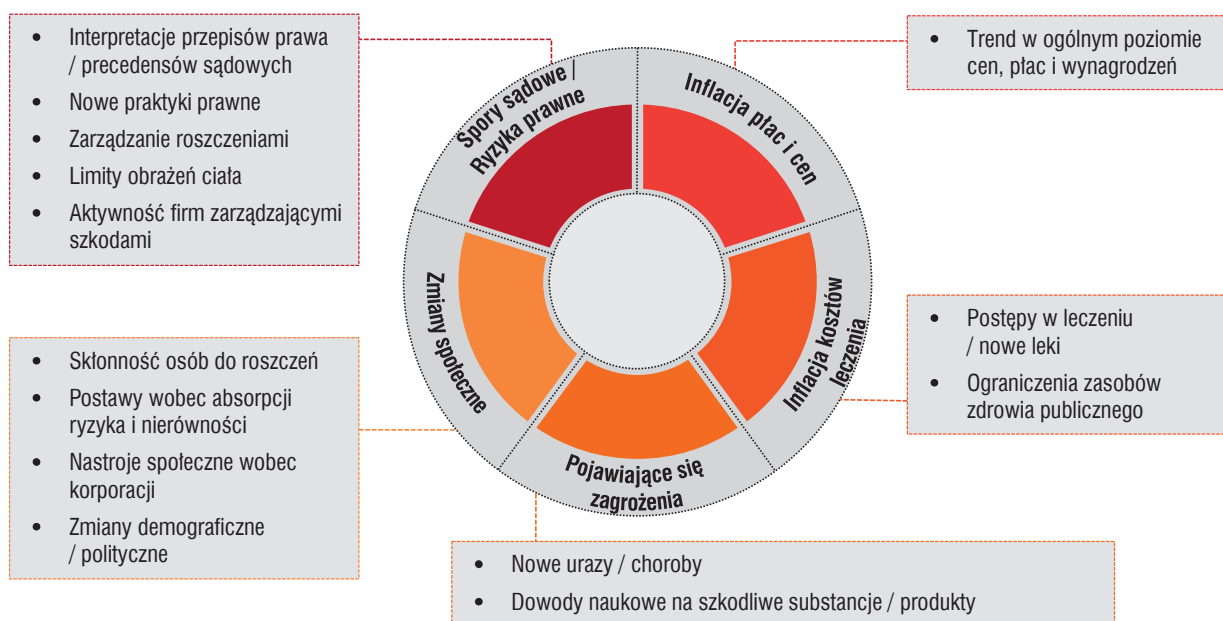 • Interpretacje przepisów prawa
/ precedensów sądowych
• Nowe praktyki prawne
• Zarządzanie roszczeniami
• Limity obrażeń ciała
• Aktywność firm zarządzającymi
szkodami
Spory sądowe /
Ryzyka prawne
Inflacja płac i cen
• Trend w ogólnym poziomie
cen, płac i wynagrodzeń
Zmiany społeczne
Inflacja kosztów
leczenia
• Postępy w leczeniu
/ nowe leki
• Ograniczenia zasobów
zdrowia publicznego
• Skłonność osób do roszczeń
• Postawy wobec absorpcji
ryzyka i nierówności
• Nastroje społeczne wobec
korporacji
• Zmiany demograficzne
/ polityczne
Pojawiające się
zagrożenia
• Nowe urazy / choroby
• Dowody naukowe na szkodliwe substancje / produkty